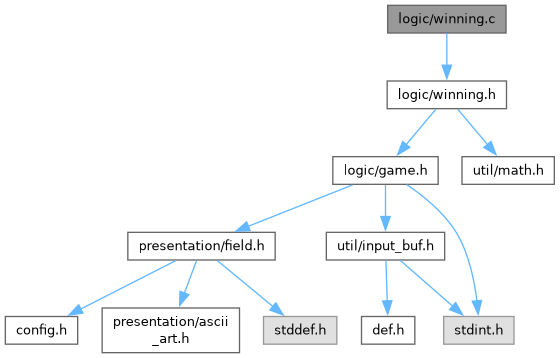 logic/winning.c
logic/winning.h
logic/game.h
util/math.h
presentation/field.h
util/input_buf.h
config.h
presentation/ascii
_art.h
stddef.h
def.h
stdint.h